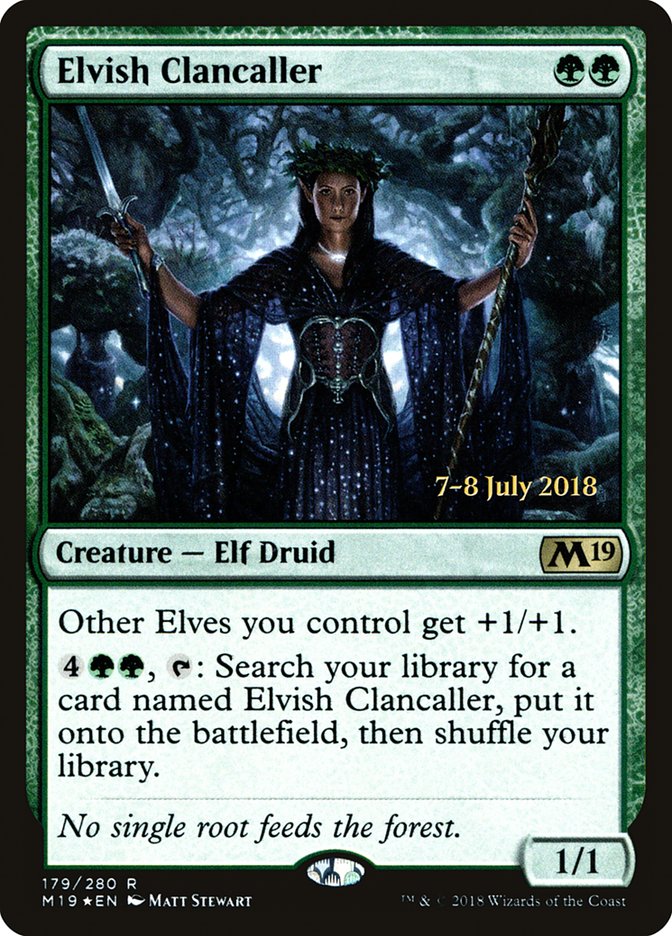 Elvish Clancaller
7–8 July 2018
Creature — Elf Druid
M19
Other Elves you control get +1/+1.
4, : Search your library for a
card named Elvish Clancaller, put it
onto the battlefield, then shuffle your
library.
No single root feeds the forest.
1/1
179/280 R
M19★EN Matt Stewart
™ & © 2018 Wizards of the Coast